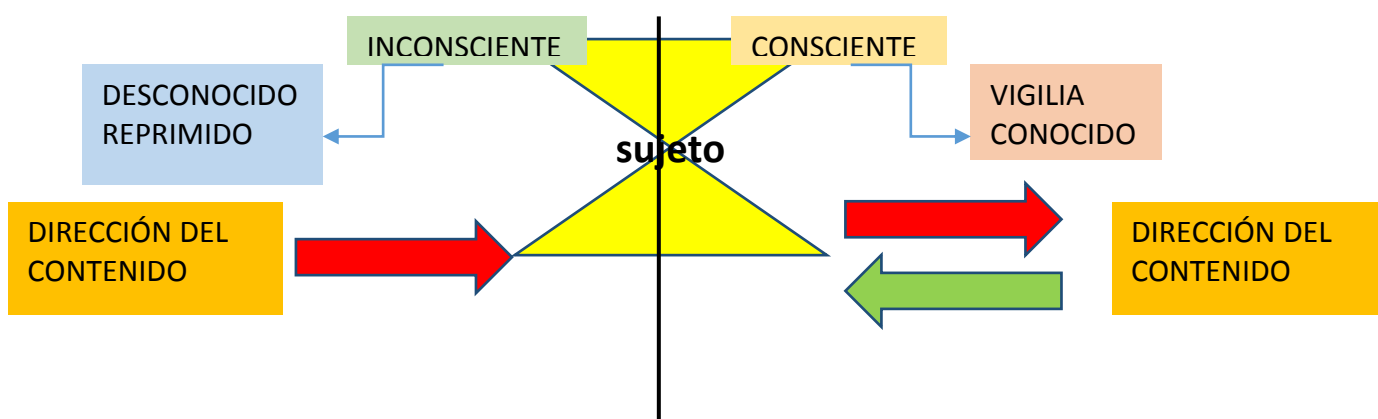 INCONSCIENTE
CONSCIENTE
DESCONOCIDO
REPRIMIDO
VIGILIA
CONOCIDO
sujeto
DIRECCIÓN DEL
CONTENIDO
DIRECCIÓN DEL
CONTENIDO